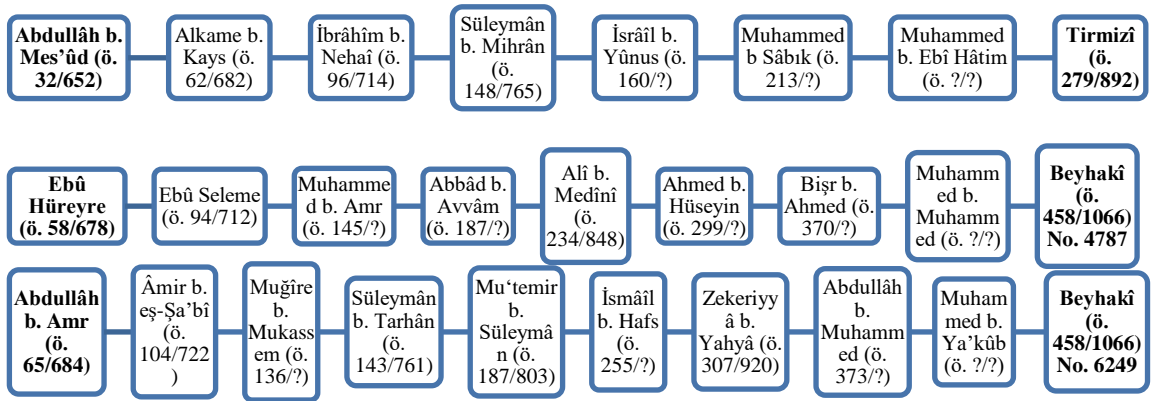 Abdullâh b.
Mes’ûd (ö.
32/652)
Alkame b.
Kays (ö.
62/682)
İbrâhîm b.
Nehaî (ö.
96/714)
Süleymân
b. Mihrân
(ö.
148/765)
İsrâîl b.
Yûnus (ö.
160/?)
Muhammed
b Sâbık (ö.
213/?)
Muhammed
b. Ebî Hâtim
(ö. ?/?)
Tirmizî
(ö.
279/892)
Ebû
Hüreyre
(ö. 58/678)
Ebû Seleme
(ö. 94/712)
Muhamme
d b. Amr
(ö. 145/?)
Abbâd b.
Avvâm
(ö. 187/?)
Alî b.
Medînî
(ö.
234/848)
Ahmed b.
Hüseyin
(ö. 299/?)
Bişr b.
Ahmed (ö.
370/?)
Muhamm
ed b.
Muhamm
ed (ö. ?/?)
Beyhakî
(ö.
458/1066)
No. 4787
Abdullâh
b. Amr
(ö.
65/684)
Âmir b.
eş-Şa’bî
(ö.
104/722
)
Muğîre
b.
Mukass
em (ö.
136/?)
Süleymân
b. Tarhân
(ö.
143/761)
Mu‘temir
b.
Süleymâ
n (ö.
187/803)
İsmâîl
b. Hafs
(ö.
255/?)
Zekeriyy
â b.
Yahyâ (ö.
307/920)
Abdullâh
b.
Muhamm
ed (ö.
373/?)
Muham
med b.
Ya’kûb
(ö. ?/?)
Beyhakî
(ö.
458/1066)
No. 6249